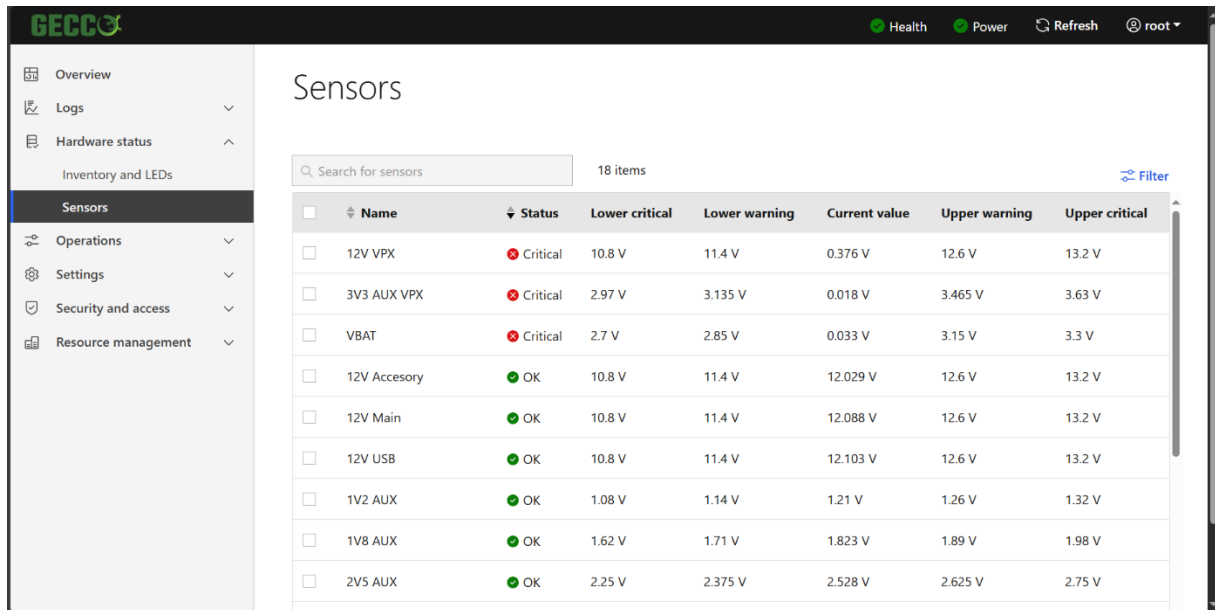 GECCO
Health Power Refresh root
Overview
Logs
Hardware status
Inventory and LEDs
Sensors
Operations
Settings
Security and access
Resource management
Sensors
Search for sensors 18 items Filter
Name Status Lower critical Lower warning Current value Upper warning Upper critical
12V VPX Critical 10.8 V 11.4 V 0.376 V 12.6 V 13.2 V
3V3 AUX VPX Critical 2.97 V 3.135 V 0.018 V 3.465 V 3.63 V
VBAT Critical 2.7 V 2.85 V 0.033 V 3.15 V 3.3 V
12V Accesory OK 10.8 V 11.4 V 12.029 V 12.6 V 13.2 V
12V Main OK 10.8 V 11.4 V 12.088 V 12.6 V 13.2 V
12V USB OK 10.8 V 11.4 V 12.103 V 12.6 V 13.2 V
1V2 AUX OK 1.08 V 1.14 V 1.21 V 1.26 V 1.32 V
1V8 AUX OK 1.62 V 1.71 V 1.823 V 1.89 V 1.98 V
2V5 AUX OK 2.25 V 2.375 V 2.528 V 2.625 V 2.75 V